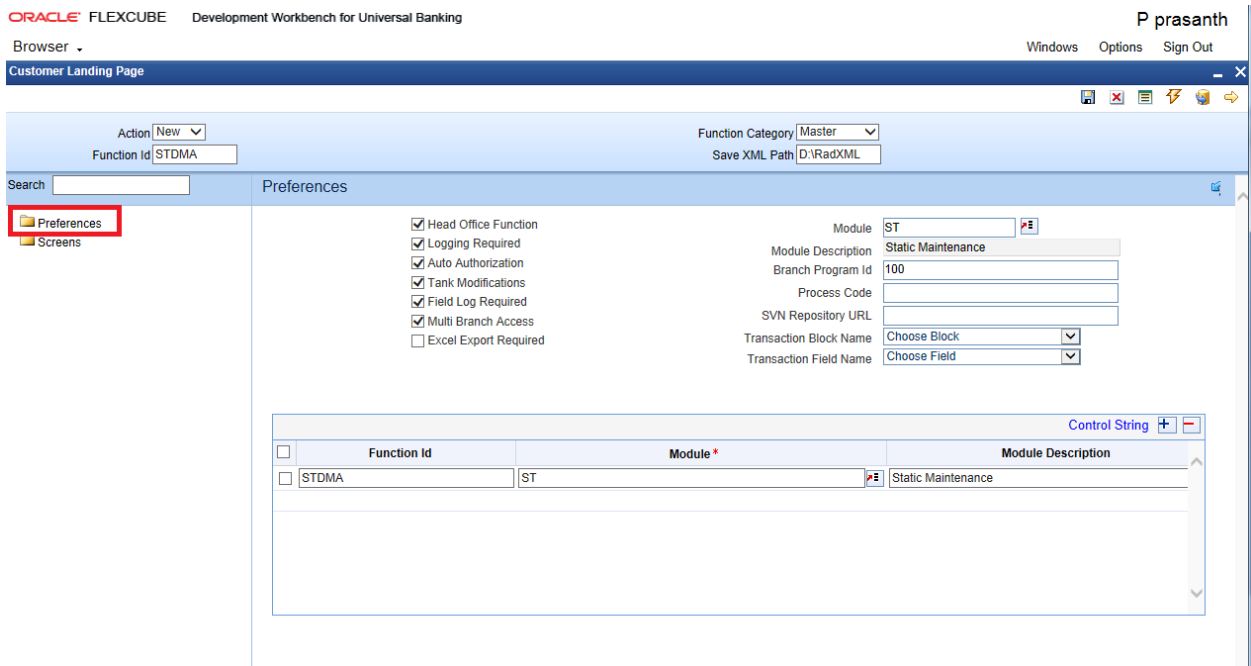 ORACLE FLEXCUBE Development Workbench for Universal Banking P prasanth
Browser Windows Options Sign Out
Customer Landing Page
Action New Function Category Master
Function Id STDMA Save XML Path D:\RadXML
Search Preferences
Preferences
Screens
Head Office Function
Logging Required
Auto Authorization
Tank Modifications
Field Log Required
Multi Branch Access
Excel Export Required
Module ST
Module Description Static Maintenance
Branch Program Id 100
Process Code
SVN Repository URL
Transaction Block Name Choose Block
Transaction Field Name Choose Field
Control String
Function Id Module * Module Description
STDMA ST Static Maintenance